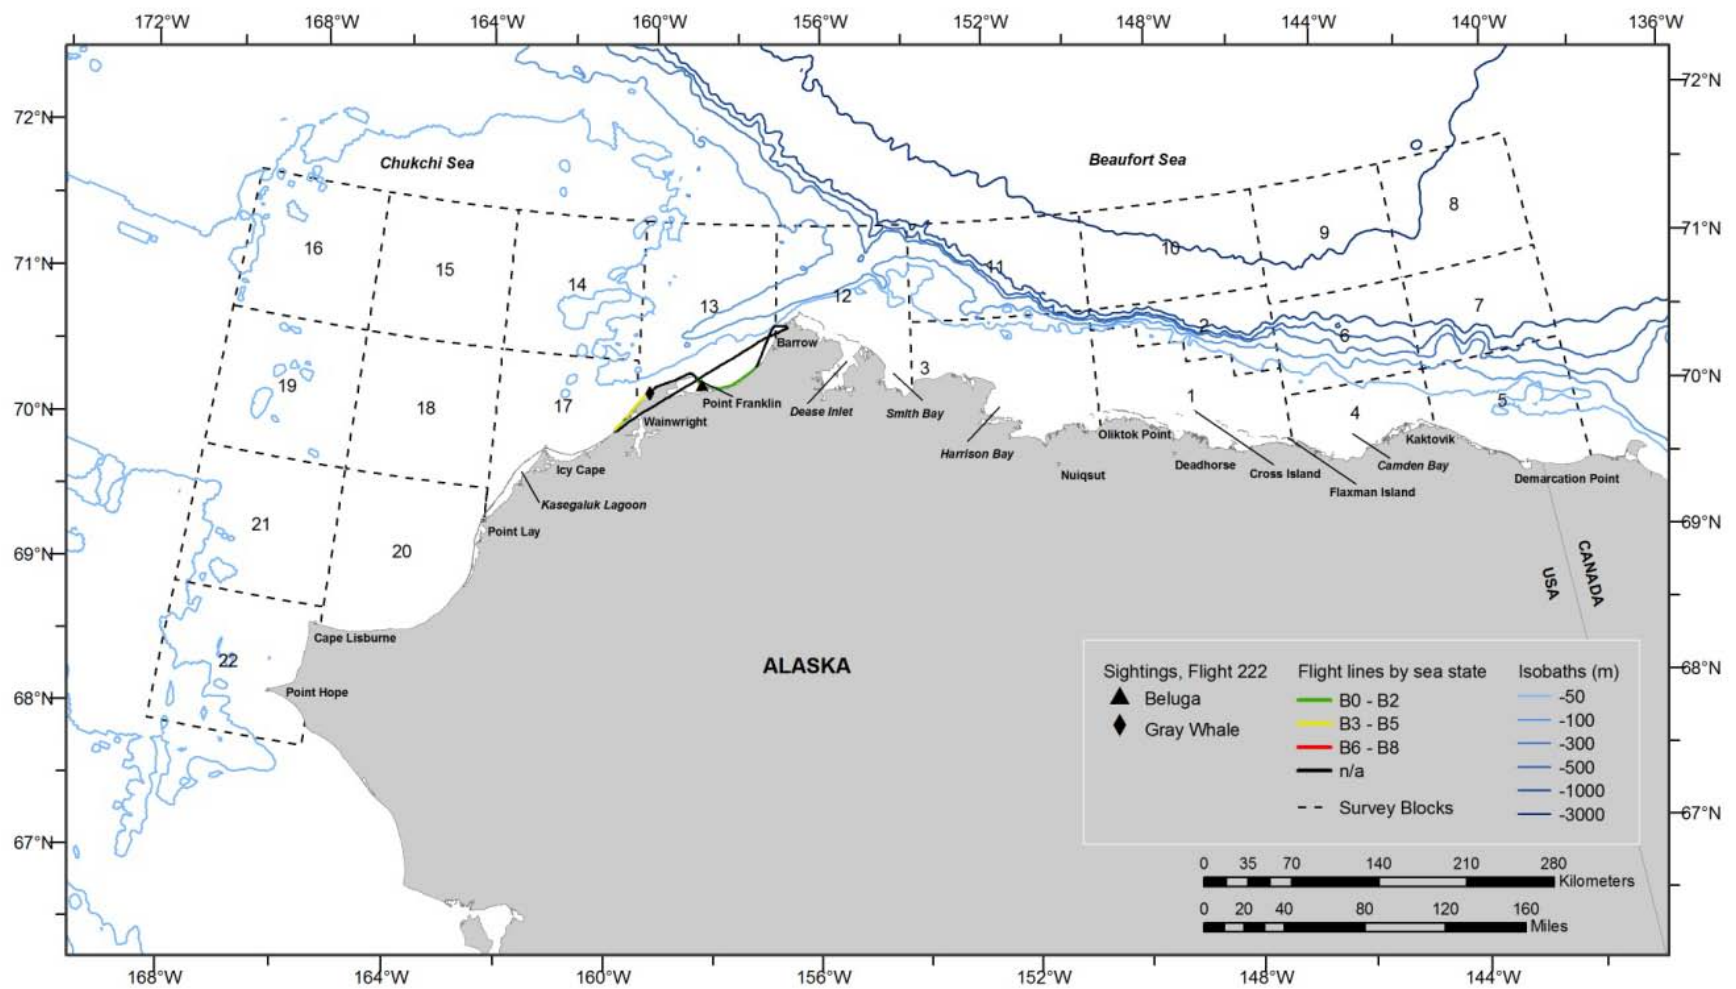 172°W 168°W 164°W 160°W 156°W 152°W 148°W 144°W 140°W 136°W
72°N
72°N
Chukchi Sea
Beaufort Sea
8
9
10
16
15
71°N
71°N
11
14
13
12
7
2
6
Barrow
70°N
70°N
19
18
17
3
1
4
5
Point Franklin
Wainwright
Dease Inlet
Smith Bay
Harrison Bay
Oliktok Point
Kaktovik
Icy Cape
Nuiqsut
Deadhorse
Cross Island
Camden Bay
Flaxman Island
Demarcation Point
Kasegaluk Lagoon
Point Lay
21
20
69°N
69°N
USA
CANADA
Cape Lisburne
22
Point Hope
ALASKA
68°N
68°N
67°N
67°N
Sightings, Flight 222
Beluga
Gray Whale
Flight lines by sea state
B0 - B2
B3 - B5
B6 - B8
n/a
Survey Blocks
Isobaths (m)
-50
-100
-300
-500
-1000
-3000
0 35 70 140 210 280
Kilometers
0 20 40 80 120 160
Miles
168°W 164°W 160°W 156°W 152°W 148°W 144°W